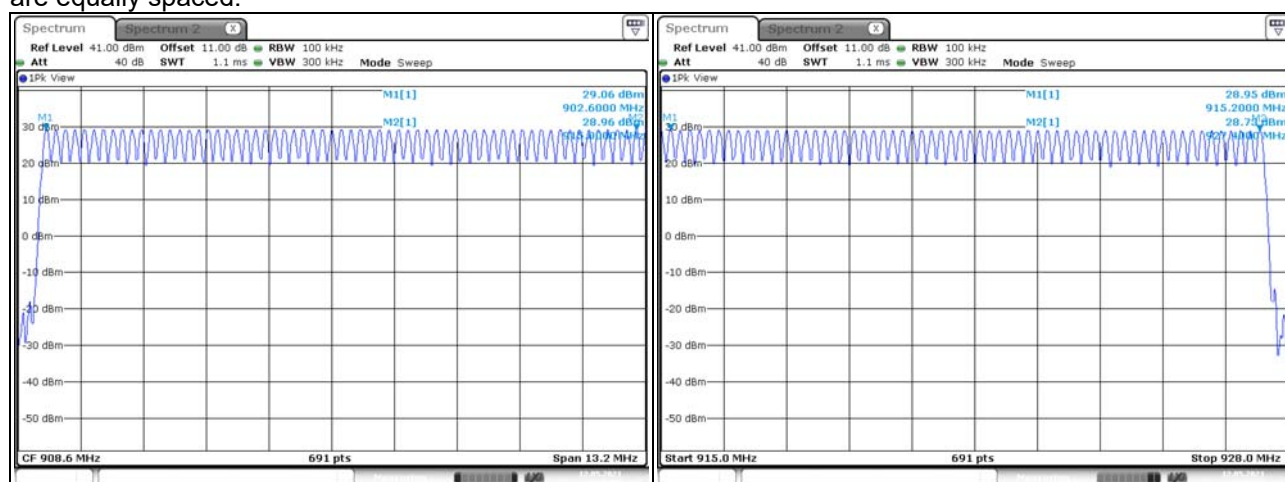 are equally spaced.
Spectrum Spectrum 2 X
Ref Level 41.00 dBm Offset 11.00 dB RBW 100 kHz
Att 40 dB SWT 1.1 ms VBW 300 kHz Mode Sweep
1Pk View
M1[1] 29.06 dBm
902.6000 MHz
M1 M2[1] 28.96 dBm M2
30 dBm
20 dBm
10 dBm
0 dBm
-10 dBm
-20 dBm
-30 dBm
-40 dBm
-50 dBm
CF 908.6 MHz 691 pts Span 13.2 MHz
Spectrum Spectrum 2 X
Ref Level 41.00 dBm Offset 11.00 dB RBW 100 kHz
Att 40 dB SWT 1.1 ms VBW 300 kHz Mode Sweep
1Pk View
M1[1] 28.95 dBm
915.2000 MHz
M1 M2[1]
30 dBm
20 dBm
10 dBm
0 dBm
-10 dBm
-20 dBm
-30 dBm
-40 dBm
-50 dBm
Start 915.0 MHz 691 pts Stop 928.0 MHz